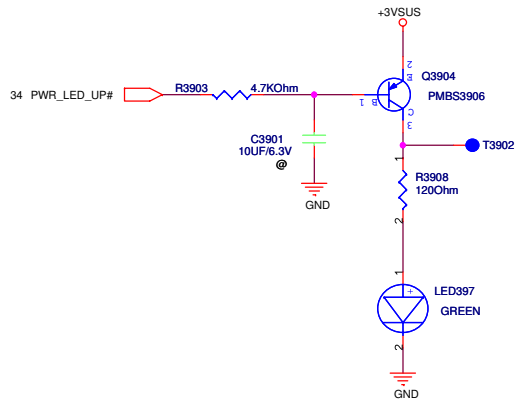 +3VSUS
2
E
Q3904
34 PWR_LED_UP#
R3903
4.7KOhm
1
B
PMBS3906
C
3
C3901
10UF/6.3V
@
T3902
1
R3908
120Ohm
GND
2
1
+
LED397
GREEN
2
GND